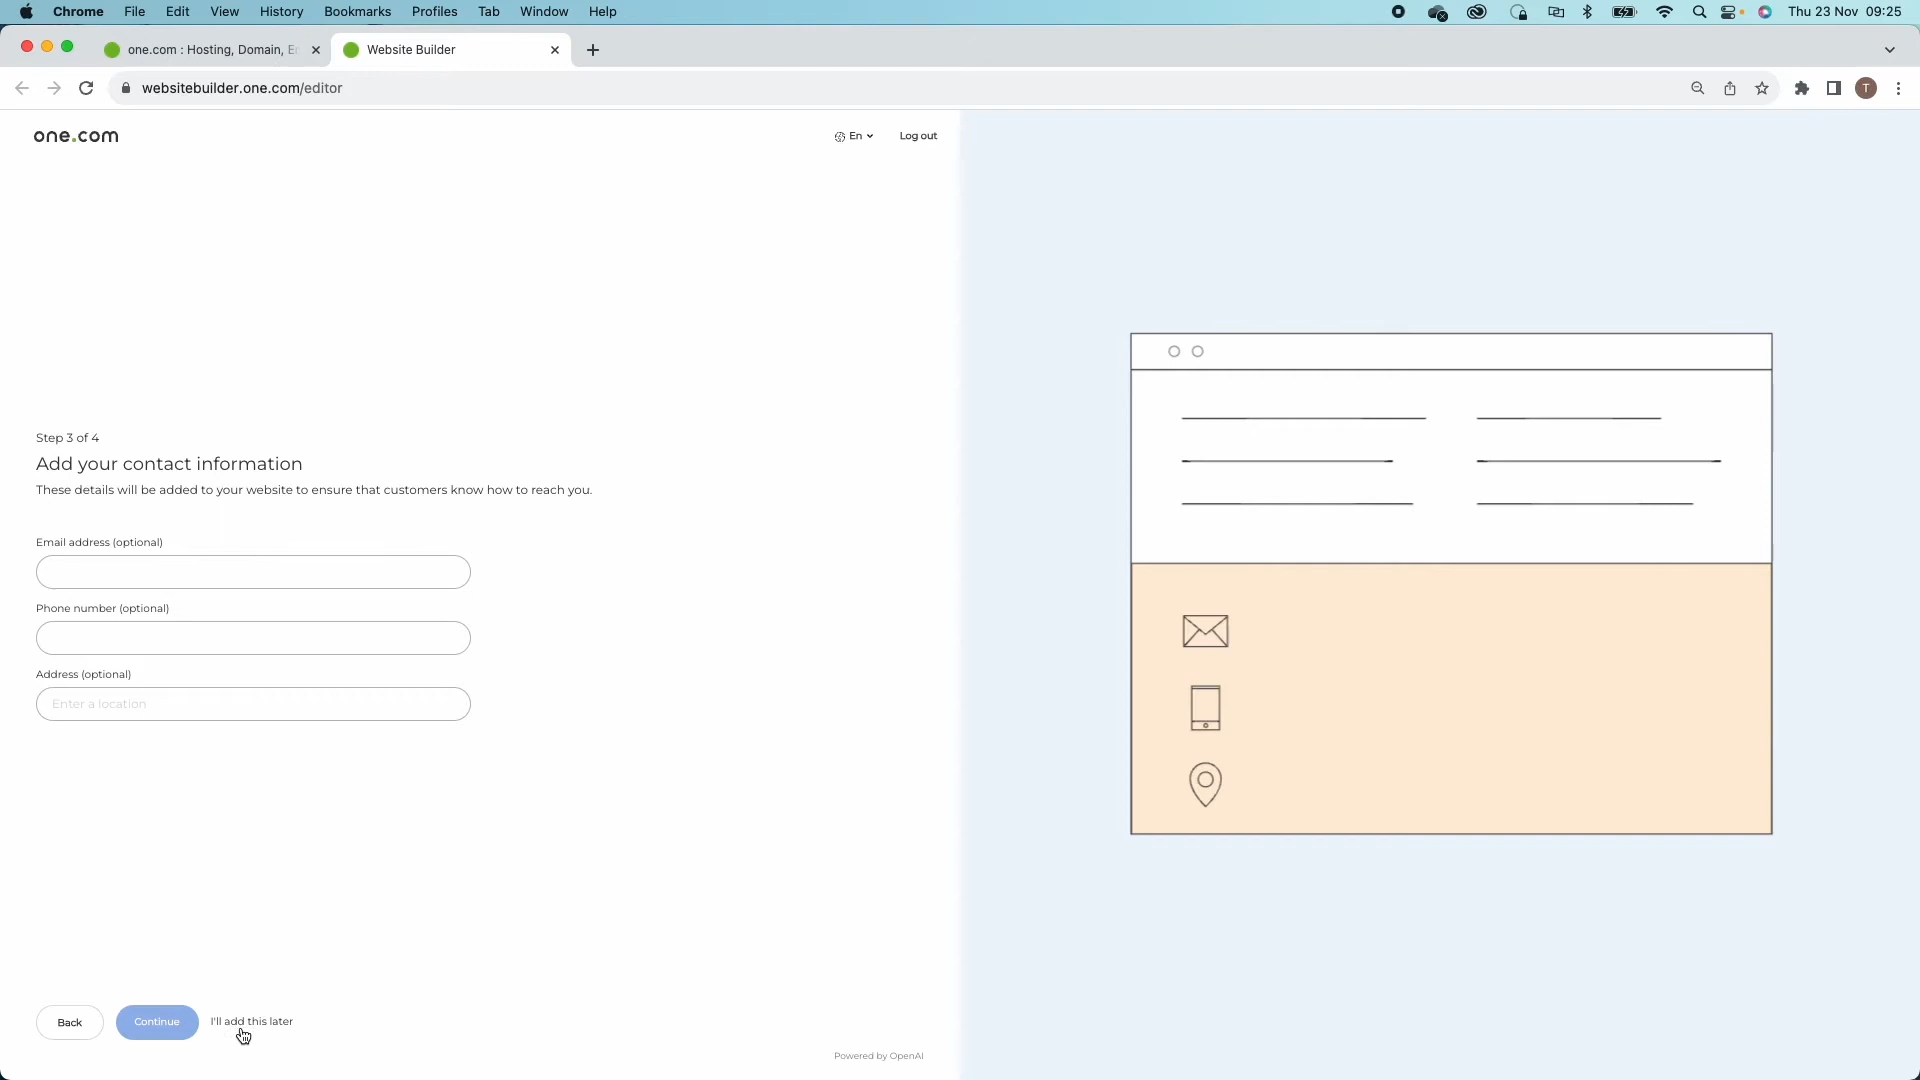 Chrome File Edit View History Bookmarks Profiles Tab Window Help Thu 23 Nov 09:25
one.com : Hosting, Domain, Website Builder
websitebuilder.one.com/editor T
one.com En Log out
Step 3 of 4
Add your contact information
These details will be added to your website to ensure that customers know how to reach you.
Email address (optional)
Phone number (optional)
Address (optional)
Enter a location
Back Continue I'll add this later
Powered by OpenAI